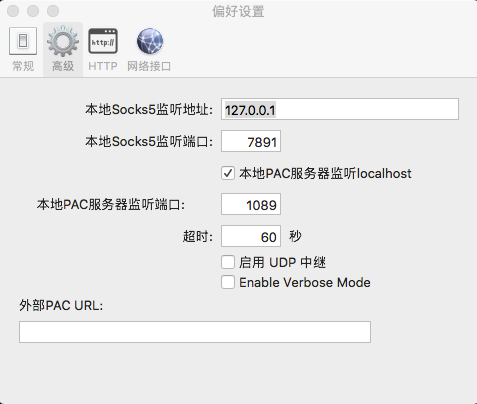 偏好设置
http://
常规
高级
HTTP
网络接口
本地Socks5监听地址: 127.0.0.1
本地Socks5监听端口: 7891
本地PAC服务器监听localhost
本地PAC服务器监听端口: 1089
超时: 60 秒
启用 UDP 中继
Enable Verbose Mode
外部PAC URL: